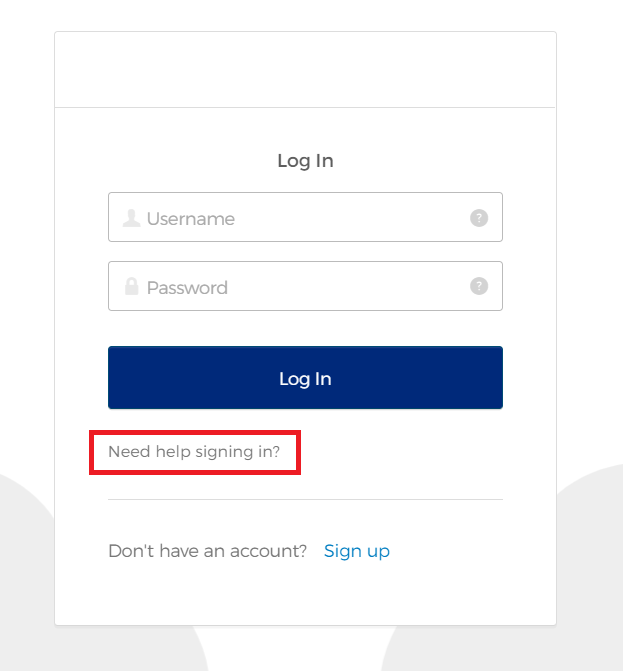 Log In
Username ?
Password ?
Log In
Need help signing in?
Don't have an account? Sign up